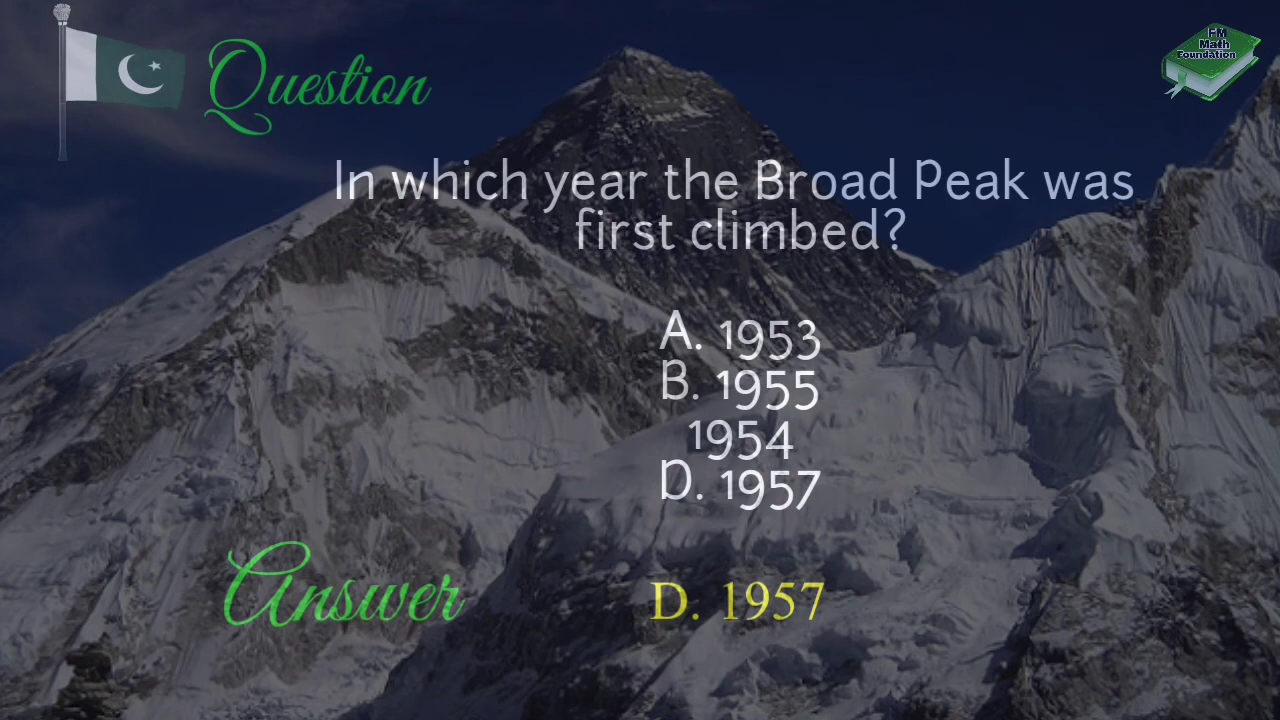 Question
FM
Math
Foundation
In which year the Broad Peak was
first climbed?
A. 1953
B. 1955
1954
D. 1957
Answer
D. 1957